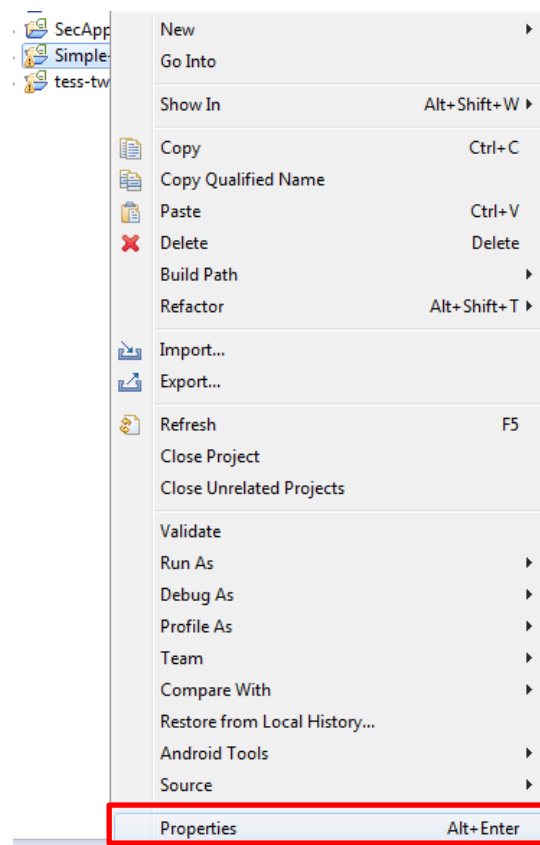 SecApp
New
Simple-
Go Into
tess-tw
Show In Alt+Shift+W
Copy Ctrl+C
Copy Qualified Name
Paste Ctrl+V
Delete Delete
Build Path
Refactor Alt+Shift+T
Import...
Export...
Refresh F5
Close Project
Close Unrelated Projects
Validate
Run As
Debug As
Profile As
Team
Compare With
Restore from Local History...
Android Tools
Source
Properties Alt+Enter